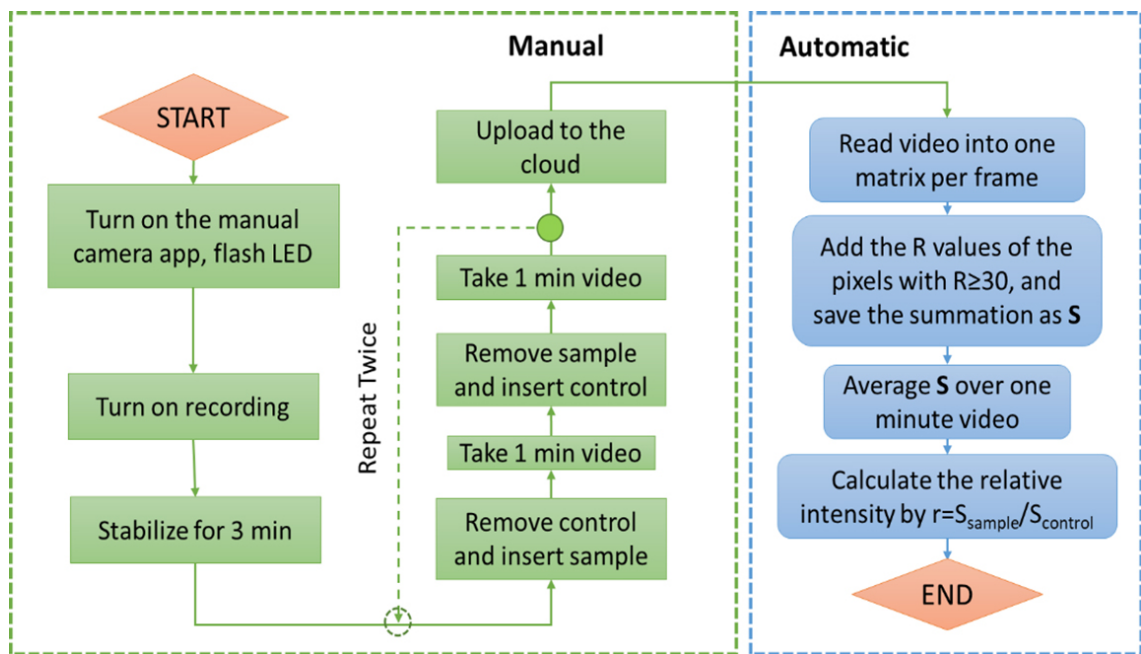 Manual
START
Turn on the manual
camera app, flash LED
Turn on recording
Stabilize for 3 min
Remove control
and insert sample
Take 1 min video
Remove sample
and insert control
Take 1 min video
Repeat Twice
Upload to the
cloud
Automatic
Read video into one
matrix per frame
Add the R values of the
pixels with R≥30, and
save the summation as S
Average S over one
minute video
Calculate the relative
intensity by r=Ssample/Scontrol
END